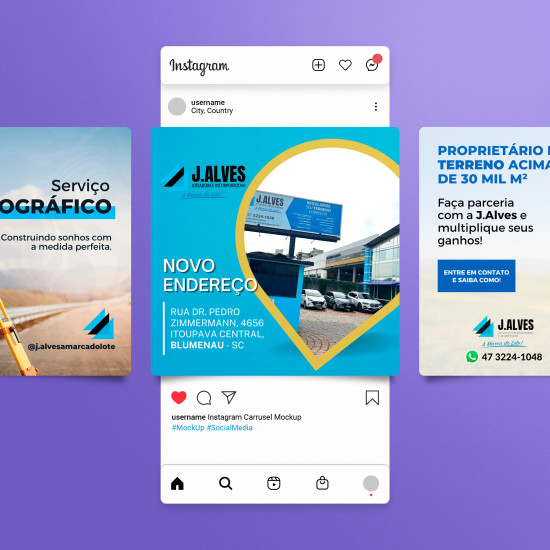 Instagram
username
City, Country
Serviço
OGRÁFICO
Construindo sonhos com
a medida perfeita.
@j.alvesamarcadolote
J.ALVES
LOTEADORA E INCORPORADORA
A Marca do Lote!
J.ALVES
NOVO
ENDEREÇO
RUA DR. PEDRO
ZIMMERMANN, 4656
ITOUPAVA CENTRAL,
BLUMENAU - SC
PROPRIETÁRIO
TERRENO ACIMA
DE 30 MIL M²
Faça parceria
com a J.Alves e
multiplique seus
ganhos!
ENTRE EM CONTATO
E SAIBA COMO!
J.ALVES
A Marca do Lote!
47 3224-1048
username Instagram Carrusel Mockup
#MockUp #SocialMedia